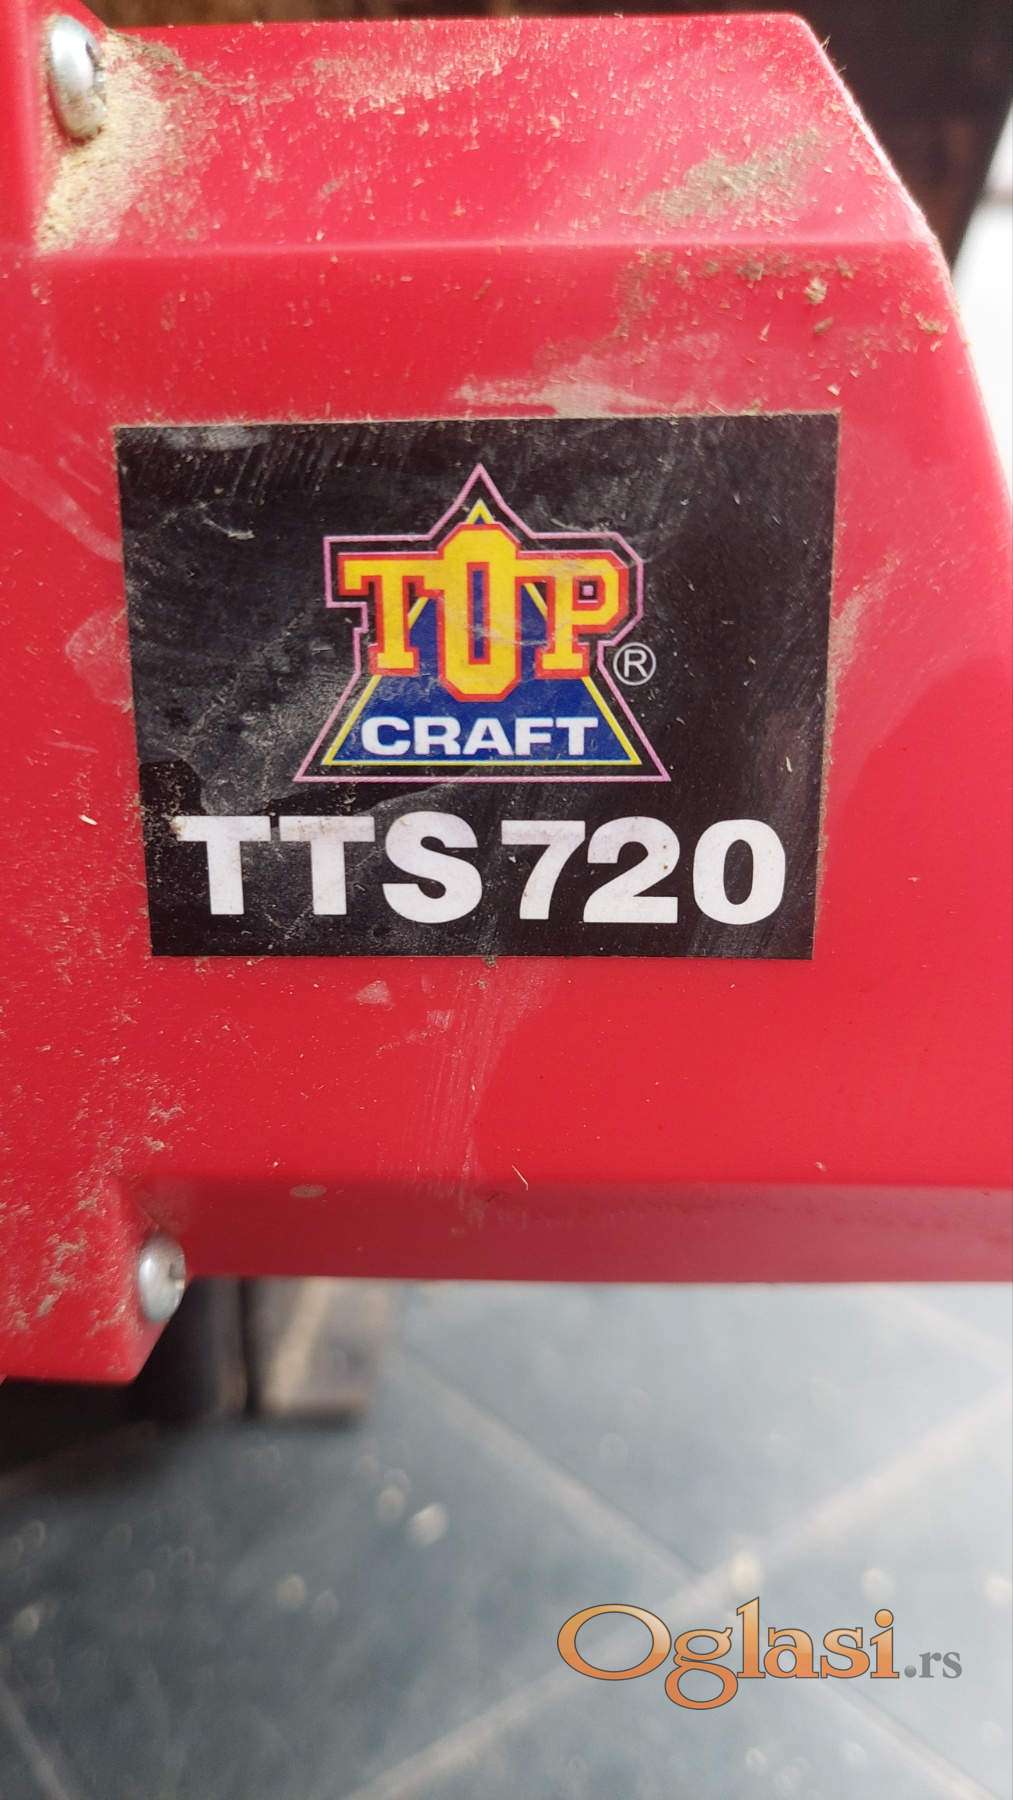 TOP
CRAFT
®
TTS720
Oglasi.rs